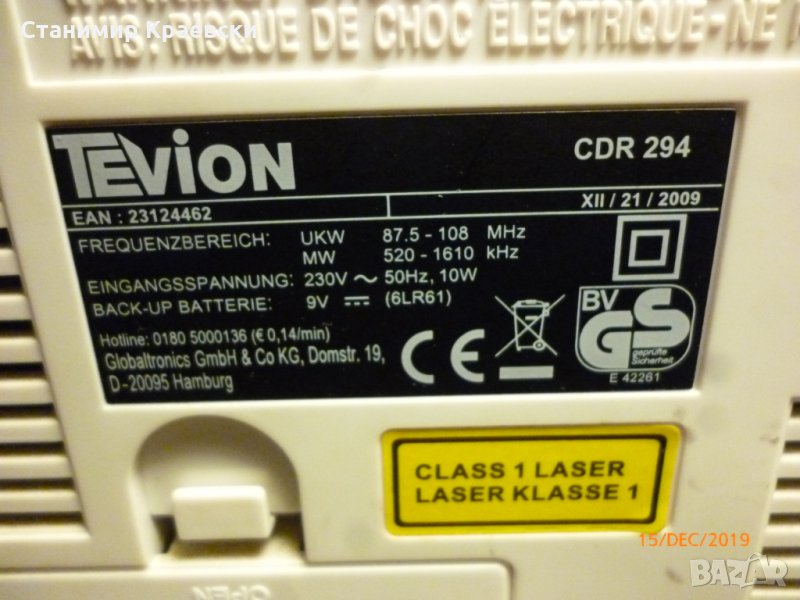 Станимир Краевски
AVIS: RISQUE DE CHOC ÉLECTRIQUE-NE
TEVION
CDR 294
EAN : 23124462
XII / 21 / 2009
FREQUENZBEREICH: UKW 87.5 - 108 MHz
MW 520 - 1610 kHz
EINGANGSSPANNUNG: 230V ~ 50Hz, 10W
BACK-UP BATTERIE: 9V (6LR61)
Hotline: 0180 5000136 (€ 0,14/min)
Globaltronics GmbH & Co KG, Domstr. 19,
D-20095 Hamburg
CE
BV
GS
geprüfte
Sicherheit
E 42261
CLASS 1 LASER
LASER KLASSE 1
OPEN
15/DEC/2019
BAZAR